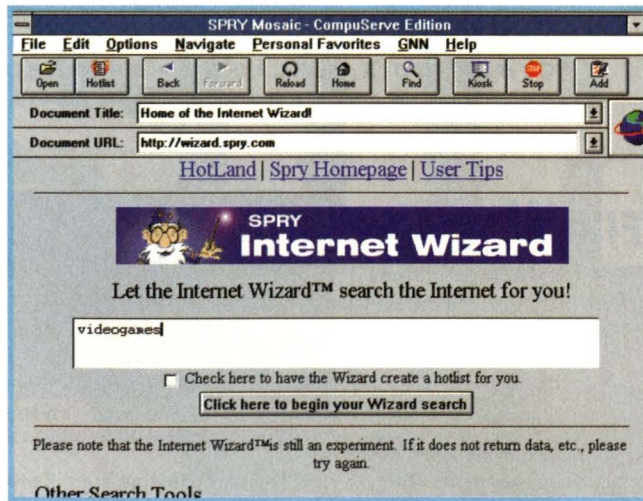 SPRY Mosaic - CompuServe Edition
File Edit Options Navigate Personal Favorites GNN Help
Open Hotlist Back Forward Reload Home Find Kiosk Stop Add
Document Title: Home of the Internet Wizard!
Document URL: http://wizard.spry.com
HotLand | Spry Homepage | User Tips
SPRY
Internet Wizard
Let the Internet Wizard™ search the Internet for you!
videogames
Check here to have the Wizard create a hotlist for you.
Click here to begin your Wizard search
Please note that the Internet Wizard™is still an experiment. If it does not return data, etc., please
try again.
Other Search Tools